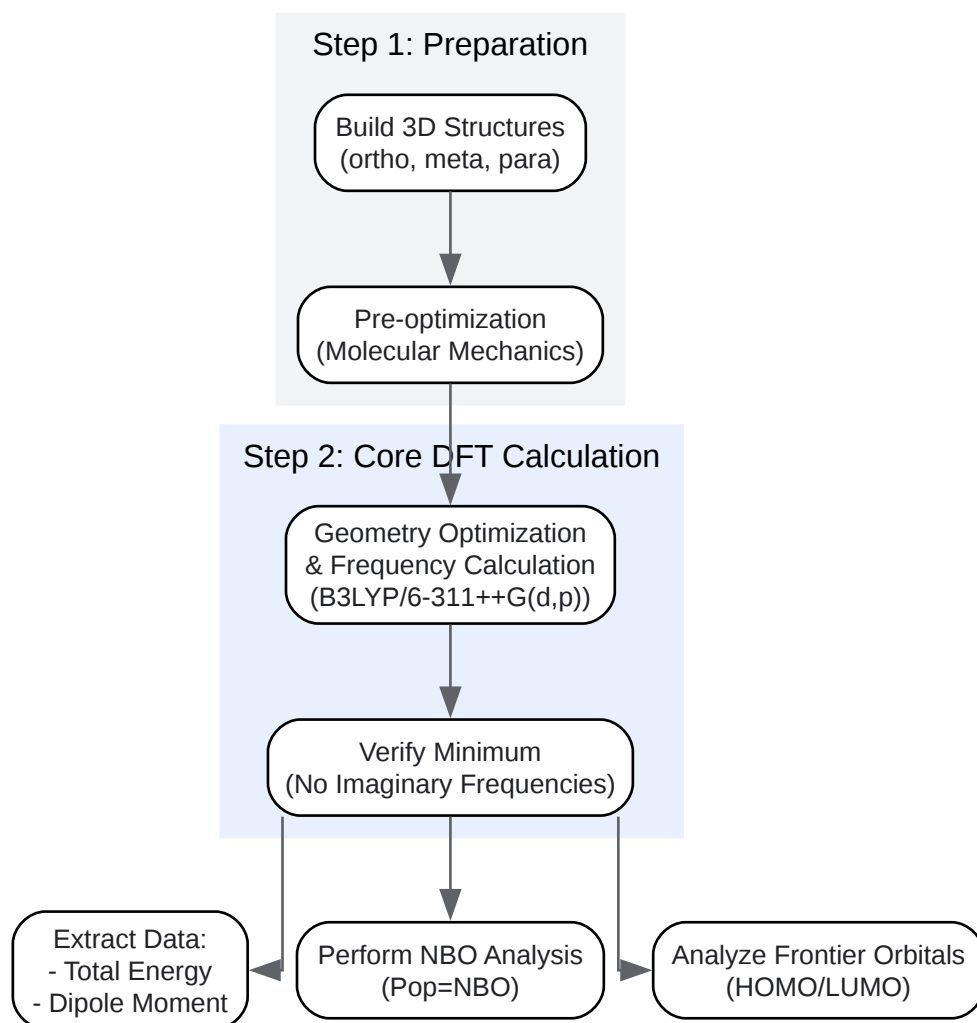 Step 1: Preparation
Build 3D Structures
(ortho, meta, para)
Pre-optimization
(Molecular Mechanics)
Step 2: Core DFT Calculation
Geometry Optimization
& Frequency Calculation
(B3LYP/6-311++G(d,p))
Verify Minimum
(No Imaginary Frequencies)
Extract Data:
- Total Energy
- Dipole Moment
Perform NBO Analysis
(Pop=NBO)
Analyze Frontier Orbitals
(HOMO/LUMO)